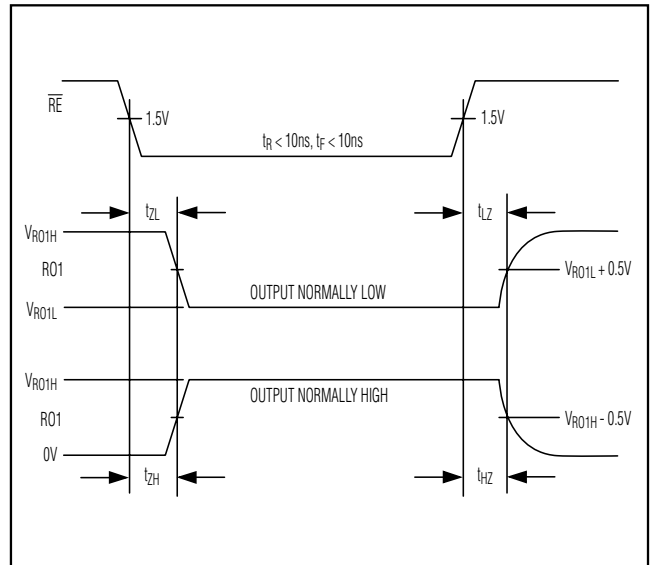 RE
1.5V
1.5V
tR < 10ns, tF < 10ns
tZL
tLZ
VRO1H
RO1
VRO1L + 0.5V
OUTPUT NORMALLY LOW
VRO1L
VRO1H
OUTPUT NORMALLY HIGH
RO1
VRO1H - 0.5V
0V
tZH
tHZ